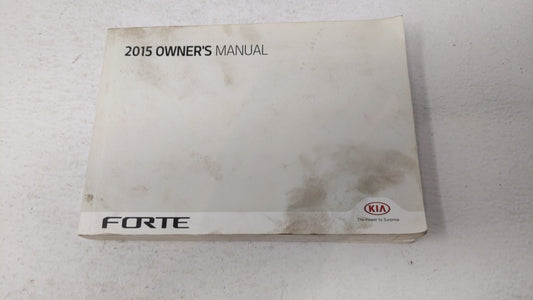 2015 OWNER'S MANUAL
FORTE
KIA
The Power to Surprise